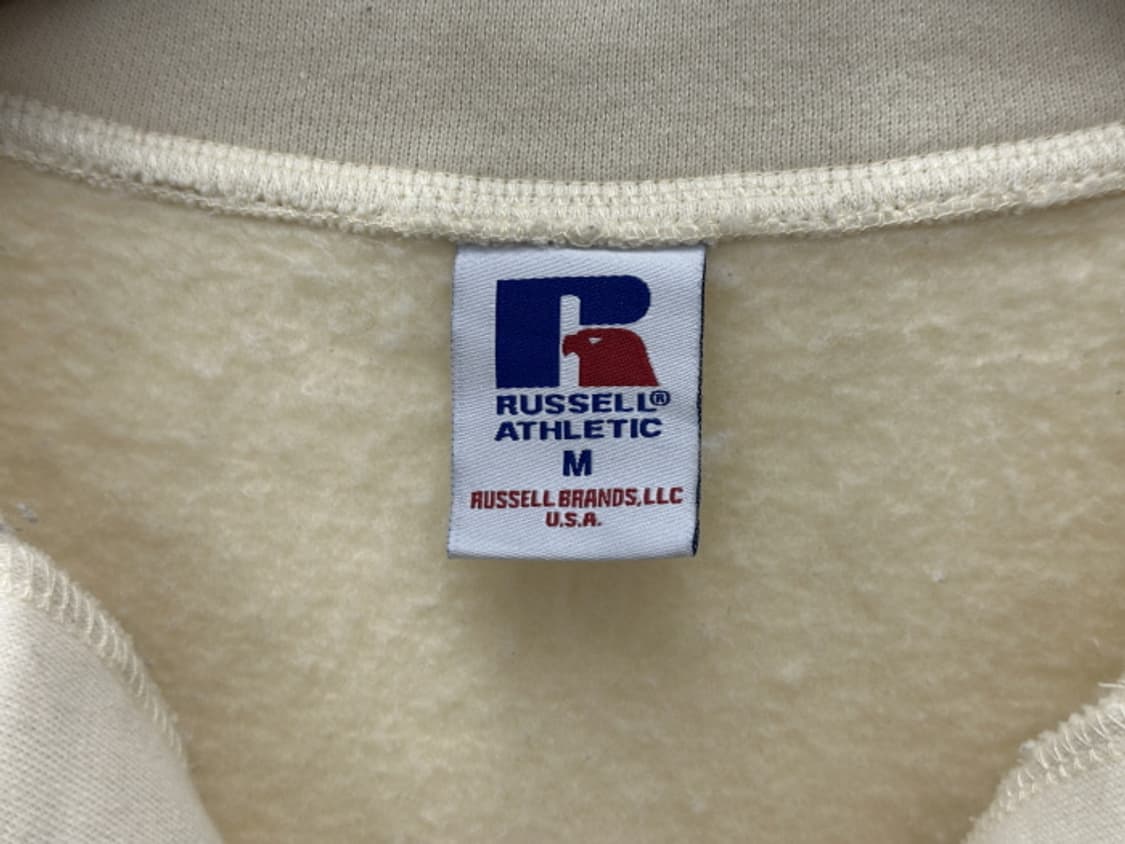 RUSSELL®
ATHLETIC
M
RUSSELL BRANDS, LLC
U.S.A.